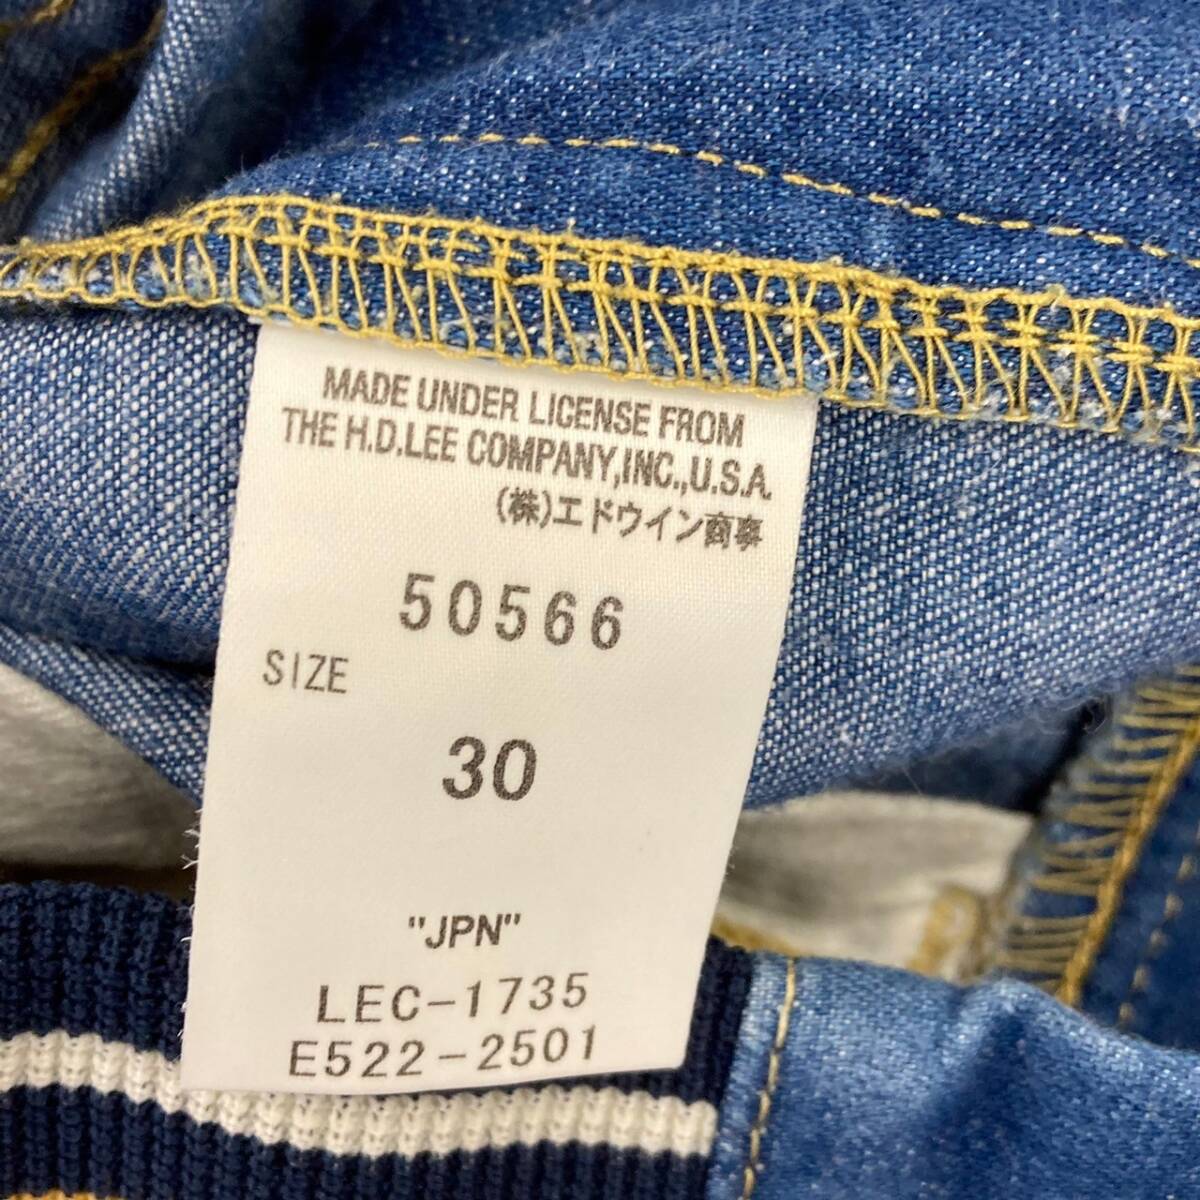 MADE UNDER LICENSE FROM
THE H.D.LEE COMPANY,INC.,U.S.A.
(株)エドウイン商事
50566
SIZE
30
"JPN"
LEC-1735
E522-2501